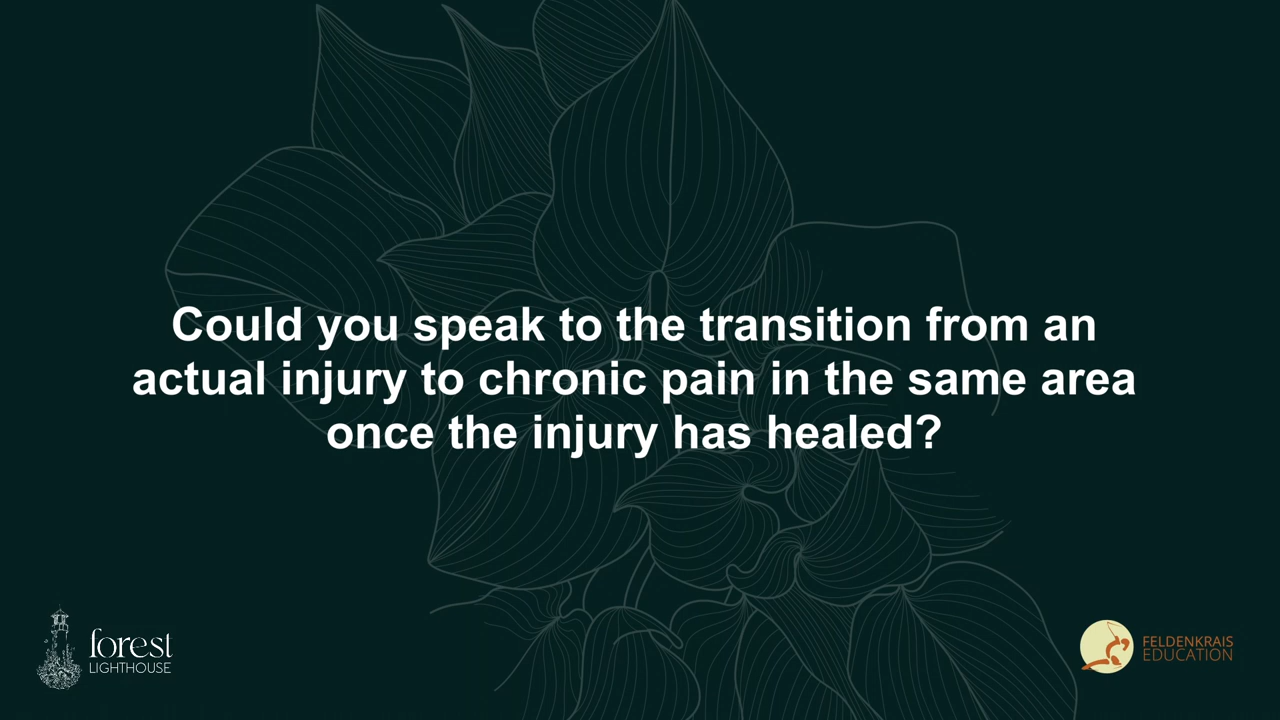 Could you speak to the transition from an
actual injury to chronic pain in the same area
once the injury has healed?
forest
LIGHTHOUSE
FELDENKRAIS
EDUCATION